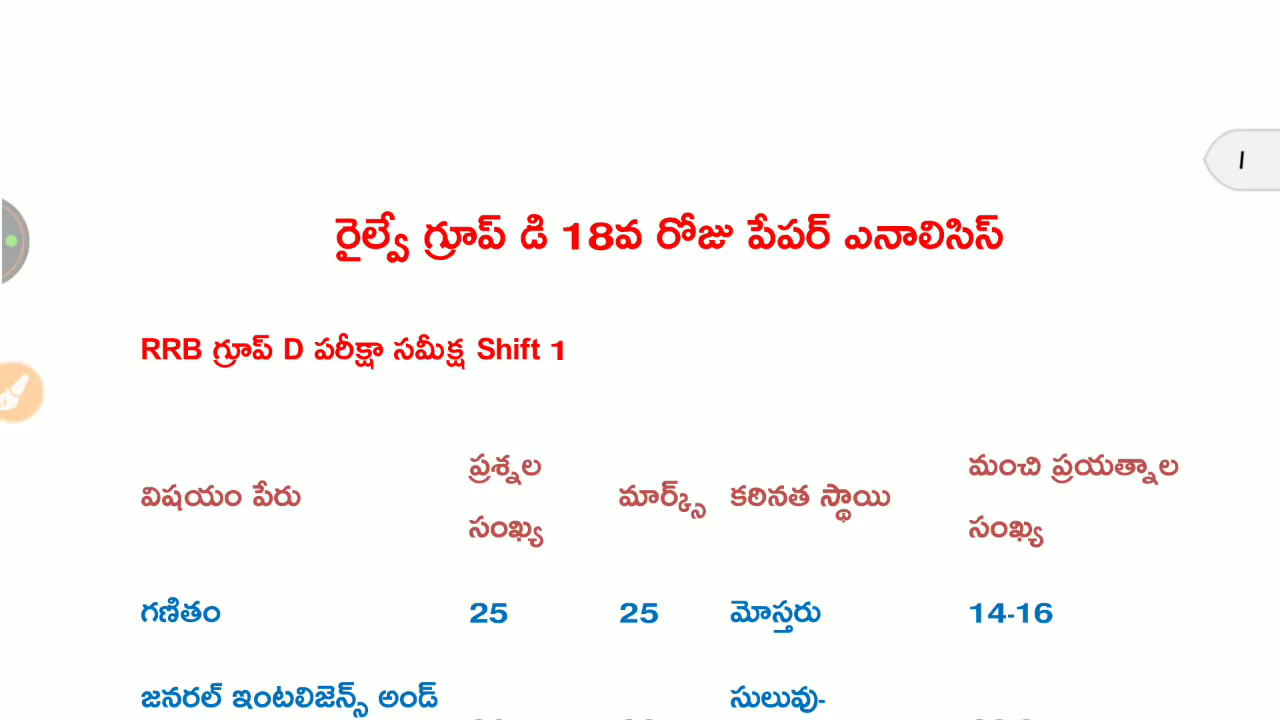 రైల్వే గ్రూప్ డి 18వ రోజు పేపర్ ఎనాలిసిస్
RRB గ్రూప్ D పరీక్షా సమీక్ష Shift 1
ప్రశ్నల మంచి ప్రయత్నాల
విషయం పేరు మార్క్స్ కఠినత స్థాయి
సంఖ్య సంఖ్య
గణితం 25 25 మోస్తరు 14-16
జనరల్ ఇంటలిజెన్స్ అండ్ సులువు-